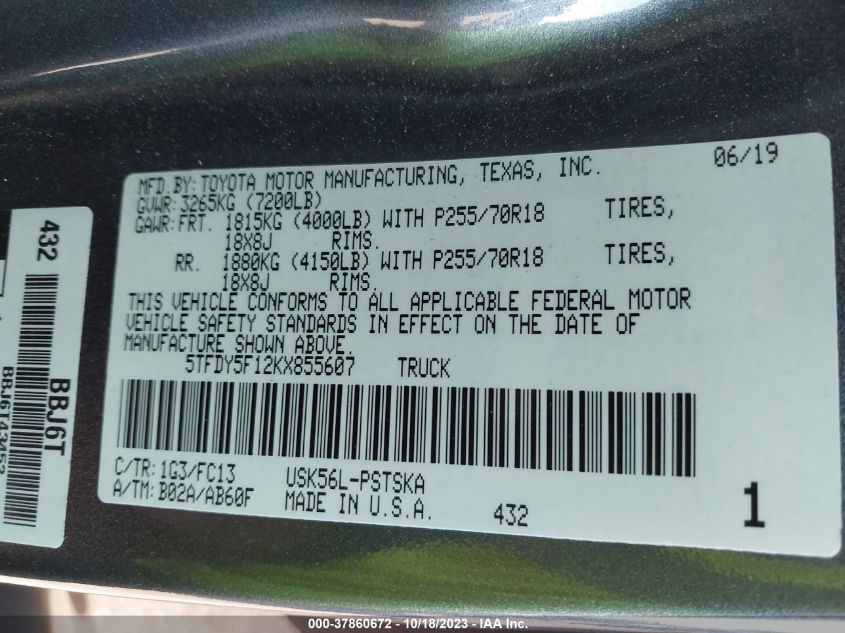 MFD.BY:TOYOTA MOTOR MANUFACTURING, TEXAS, INC. 06/19
GVWR:3265KG (7200LB)
GAWR:FRT. 1815KG (4000LB) WITH P255/70R18 TIRES,
18X8J RIMS.
RR. 1880KG (4150LB) WITH P255/70R18 TIRES,
18X8J RIMS.
THIS VEHICLE CONFORMS TO ALL APPLICABLE FEDERAL MOTOR
VEHICLE SAFETY STANDARDS IN EFFECT ON THE DATE OF
MANUFACTURE SHOWN ABOVE.
5TFDY5F12KX855607 TRUCK
C/TR:1G3/FC13 USK56L-PSTSKA
A/TM:B02A/AB60F MADE IN U.S.A. 432 1
432
BBJ6T
000-37860672 - 10/18/2023 - IAA Inc.